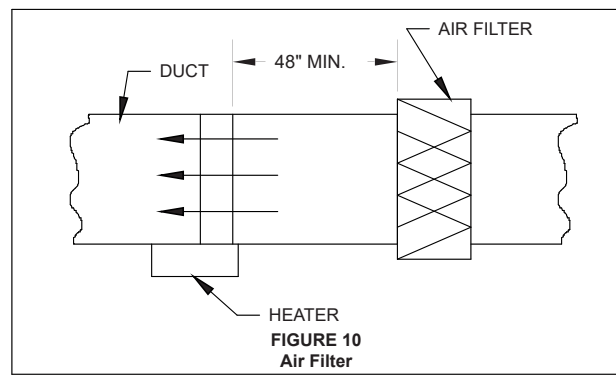 AIR FILTER
DUCT
48" MIN.
HEATER
FIGURE 10
Air Filter